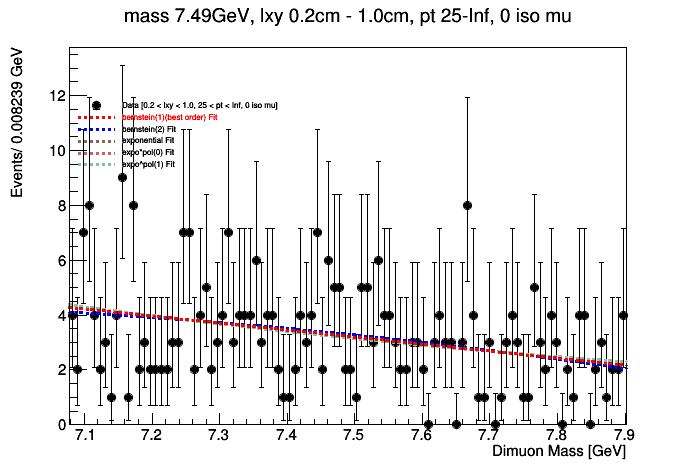 mass 7.49GeV, lxy 0.2cm - 1.0cm, pt 25-Inf, 0 iso mu
Events/ 0.008239 GeV
12
10
8
6
4
2
0
Data [0.2 < lxy < 1.0, 25 < pt < Inf, 0 iso mu]
bernstein(1)(best order) Fit
bernstein(2) Fit
exponential Fit
expo*pol(0) Fit
expo*pol(1) Fit
7.1 7.2 7.3 7.4 7.5 7.6 7.7 7.8 7.9
Dimuon Mass [GeV]